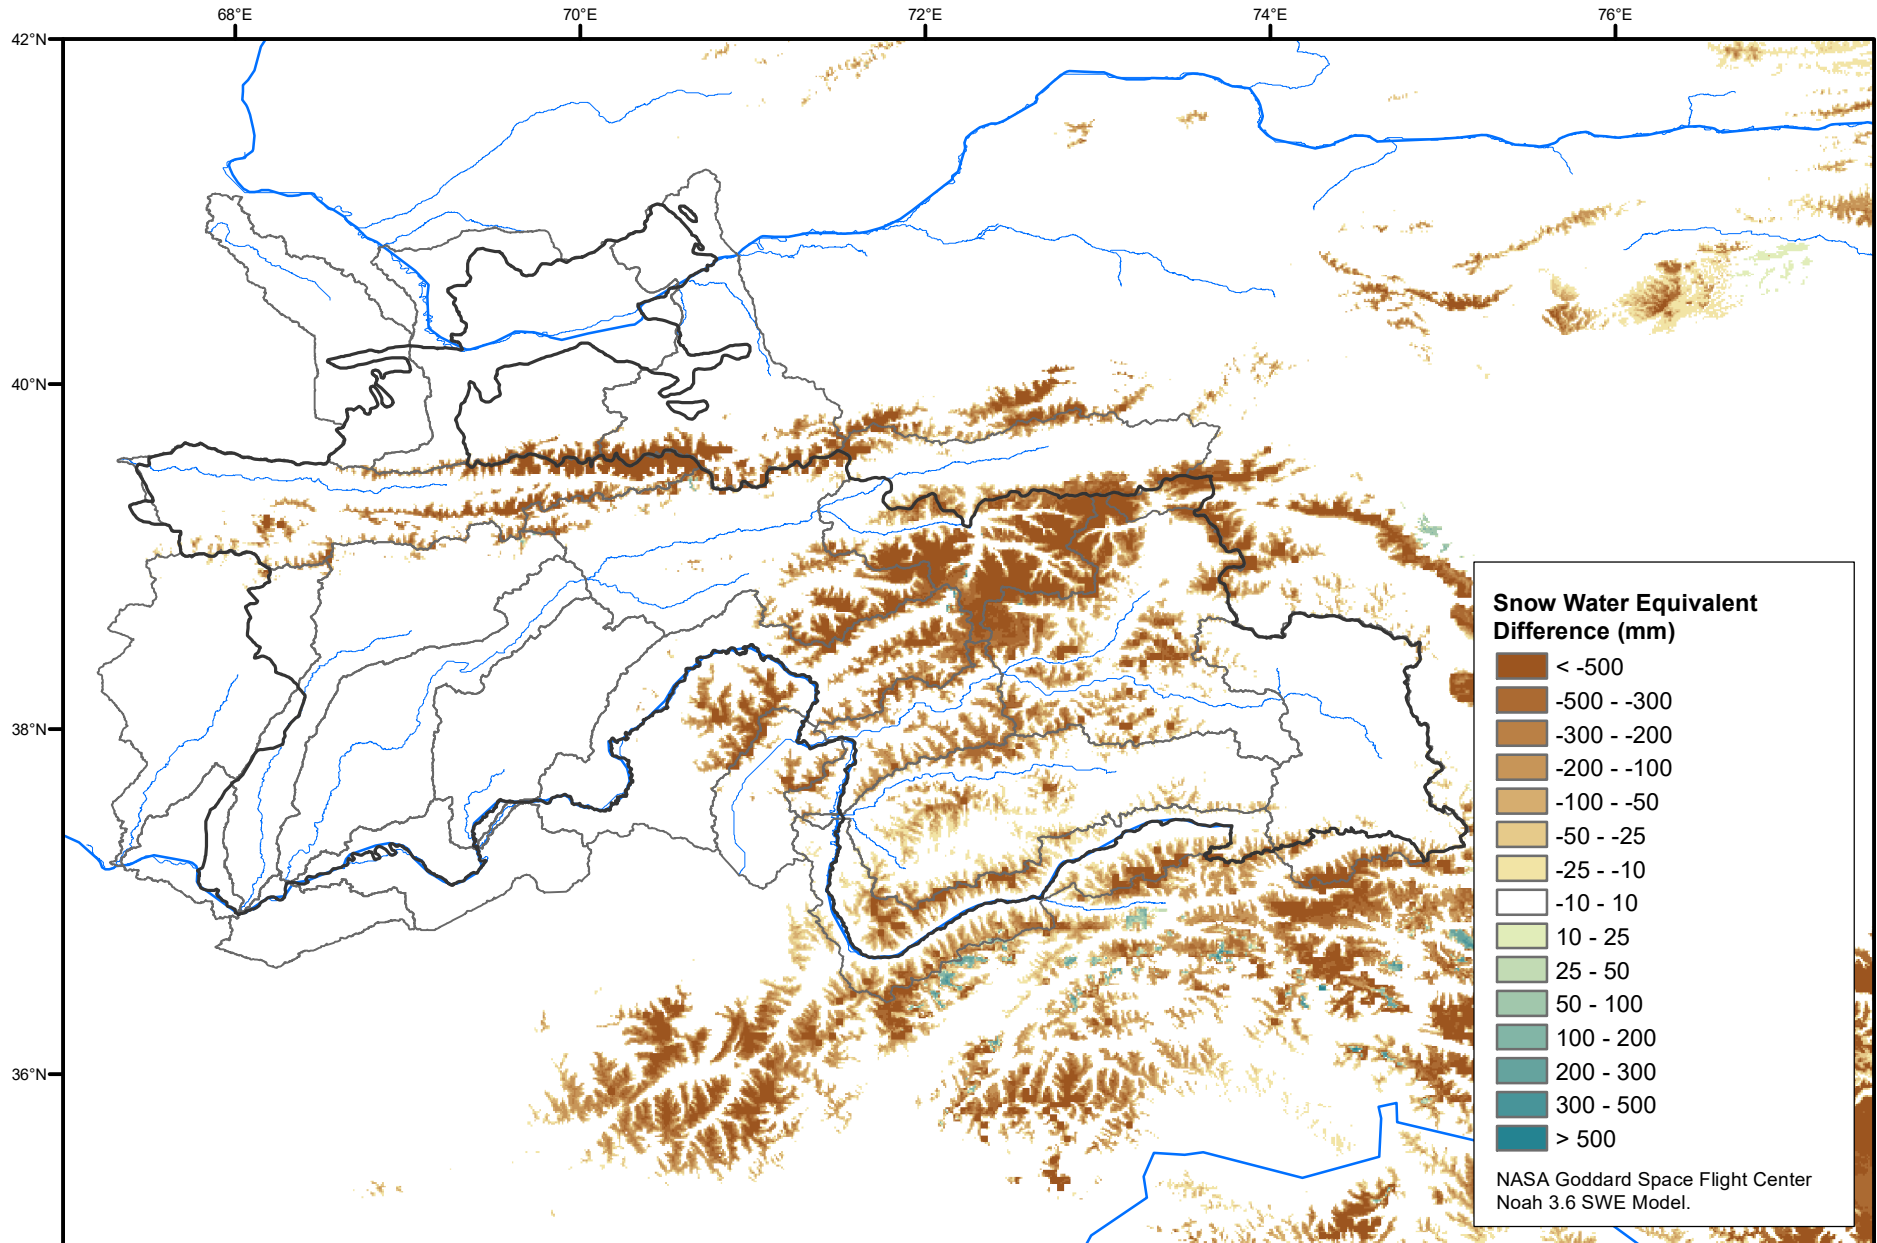 68°E
70°E
72°E
74°E
76°E
42°N
40°N
38°N
36°N
Snow Water Equivalent
Difference (mm)
< -500
-500 - -300
-300 - -200
-200 - -100
-100 - -50
-50 - -25
-25 - -10
-10 - 10
10 - 25
25 - 50
50 - 100
100 - 200
200 - 300
300 - 500
> 500
NASA Goddard Space Flight Center
Noah 3.6 SWE Model.